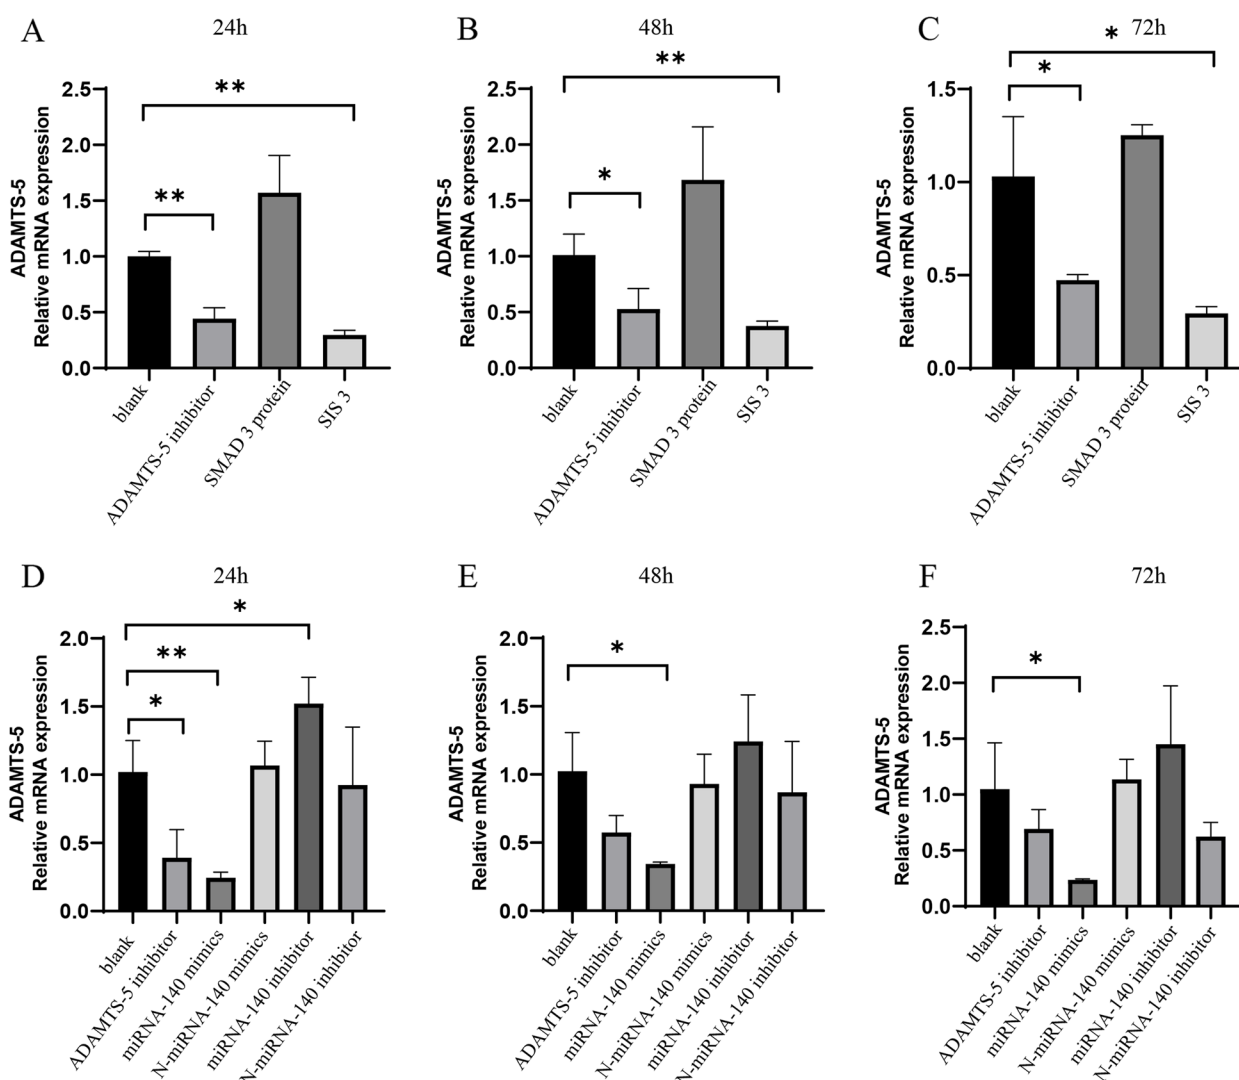 A
24h
**
**
ADAMTS-5
Relative mRNA expression
2.5
2.0
1.5
1.0
0.5
0.0
blank
ADAMTS-5 inhibitor
SMAD 3 protein
SIS 3
B
48h
**
*
ADAMTS-5
Relative mRNA expression
2.5
2.0
1.5
1.0
0.5
0.0
blank
ADAMTS-5 inhibitor
SMAD 3 protein
SIS 3
C
72h
*
*
ADAMTS-5
Relative mRNA expression
1.5
1.0
0.5
0.0
blank
ADAMTS-5 inhibitor
SMAD 3 protein
SIS 3
D
24h
*
**
*
ADAMTS-5
Relative mRNA expression
2.0
1.5
1.0
0.5
0.0
blank
ADAMTS-5 inhibitor
miRNA-140 mimics
N-miRNA-140 mimics
miRNA-140 inhibitor
N-miRNA-140 inhibitor
E
48h
*
ADAMTS-5
Relative mRNA expression
2.0
1.5
1.0
0.5
0.0
blank
ADAMTS-5 inhibitor
miRNA-140 mimics
N-miRNA-140 mimics
miRNA-140 inhibitor
N-miRNA-140 inhibitor
F
72h
*
ADAMTS-5
Relative mRNA expression
2.5
2.0
1.5
1.0
0.5
0.0
blank
ADAMTS-5 inhibitor
miRNA-140 mimics
N-miRNA-140 mimics
miRNA-140 inhibitor
N-miRNA-140 inhibitor